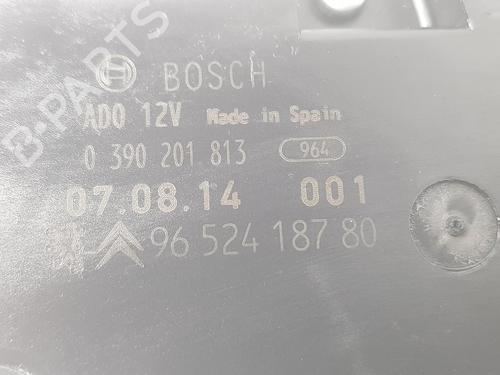 B-PARTS
BOSCH
ADO 12V Made in Spain
0 390 201 813 964
07.08.14 001
96 524 187 80